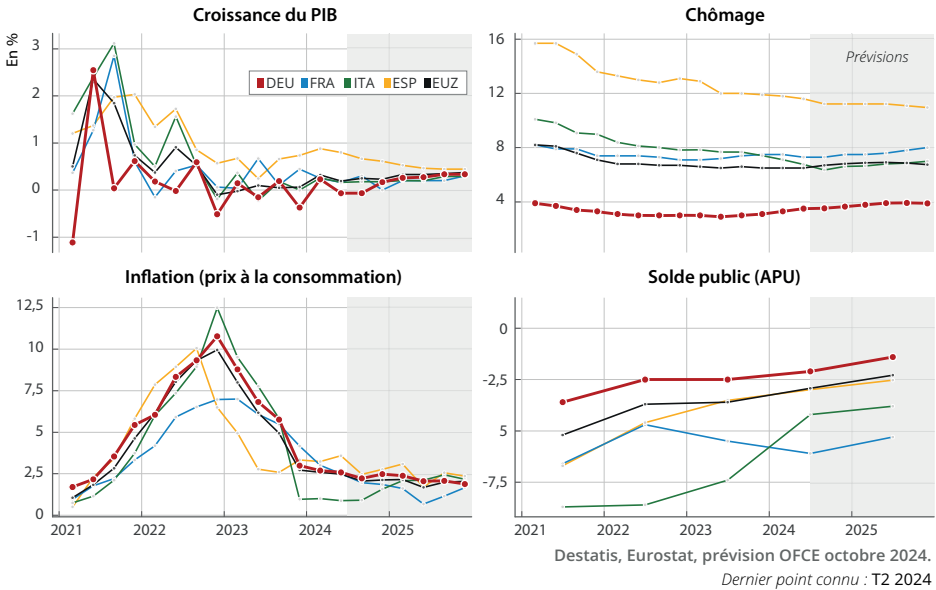 Croissance du PIB
En %
3
2
1
0
-1
DEU FRA ITA ESP EUZ
Chômage
16
12
8
4
Prévisions
Inflation (prix à la consommation)
12,5
10
7,5
5
2,5
0
2021 2022 2023 2024 2025
Solde public (APU)
0
-2,5
5
-7,5
2021 2022 2023 2024 2025
Destatis, Eurostat, prévision OFCE octobre 2024.
Dernier point connu : T2 2024